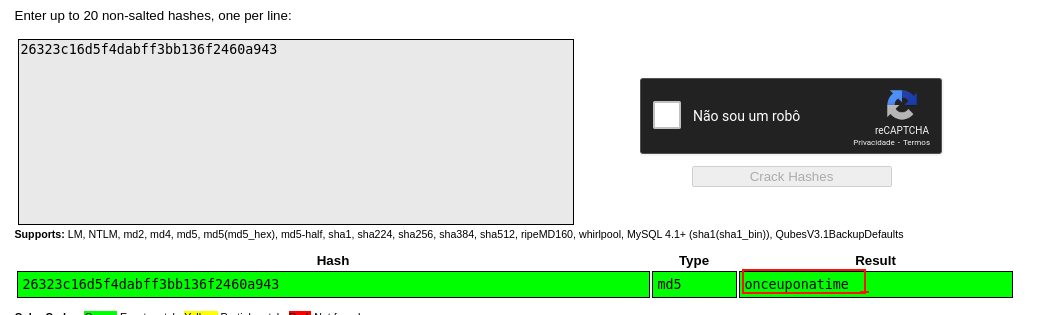 Enter up to 20 non-salted hashes, one per line:
26323c16d5f4dabff3bb136f2460a943
Não sou um robô
reCAPTCHA
Privacidade - Termos
Crack Hashes
Supports: LM, NTLM, md2, md4, md5, md5(md5_hex), md5-half, sha1, sha224, sha256, sha384, sha512, ripeMD160, whirlpool, MySQL 4.1+ (sha1(sha1_bin)), QubesV3.1BackupDefaults
Hash Type Result
26323c16d5f4dabff3bb136f2460a943 md5 onceuponatime